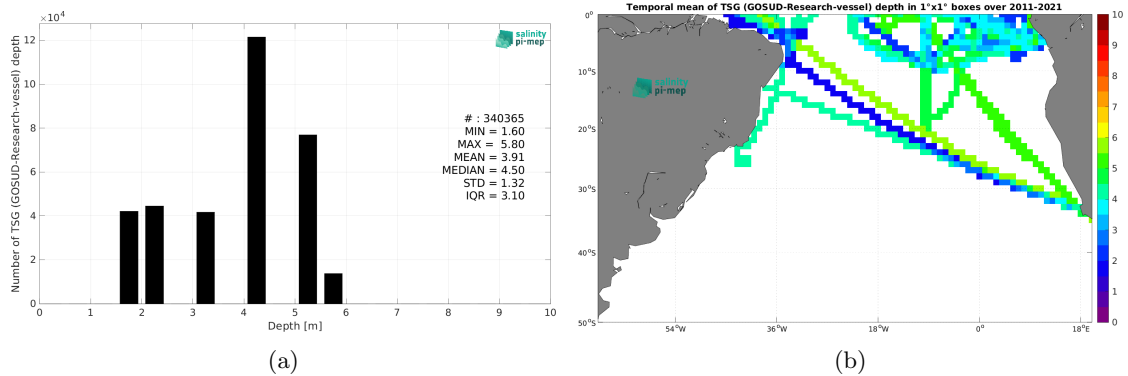 ×10⁴
12
10
8
6
4
2
0
0 1 2 3 4 5 6 7 8 9 10
Number of TSG (GOSUD-Research-vessel) depth
Depth [m]
salinity
pi-mep
# : 340365
MIN = 1.60
MAX = 5.80
MEAN = 3.91
MEDIAN = 4.50
STD = 1.32
IQR = 3.10
(a)
Temporal mean of TSG (GOSUD-Research-vessel) depth in 1°x1° boxes over 2011-2021
0°
10°S
20°S
30°S
40°S
50°S
54°W 36°W 18°W 0° 18°E
salinity
pi-mep
10
9
8
7
6
5
4
3
2
1
0
(b)